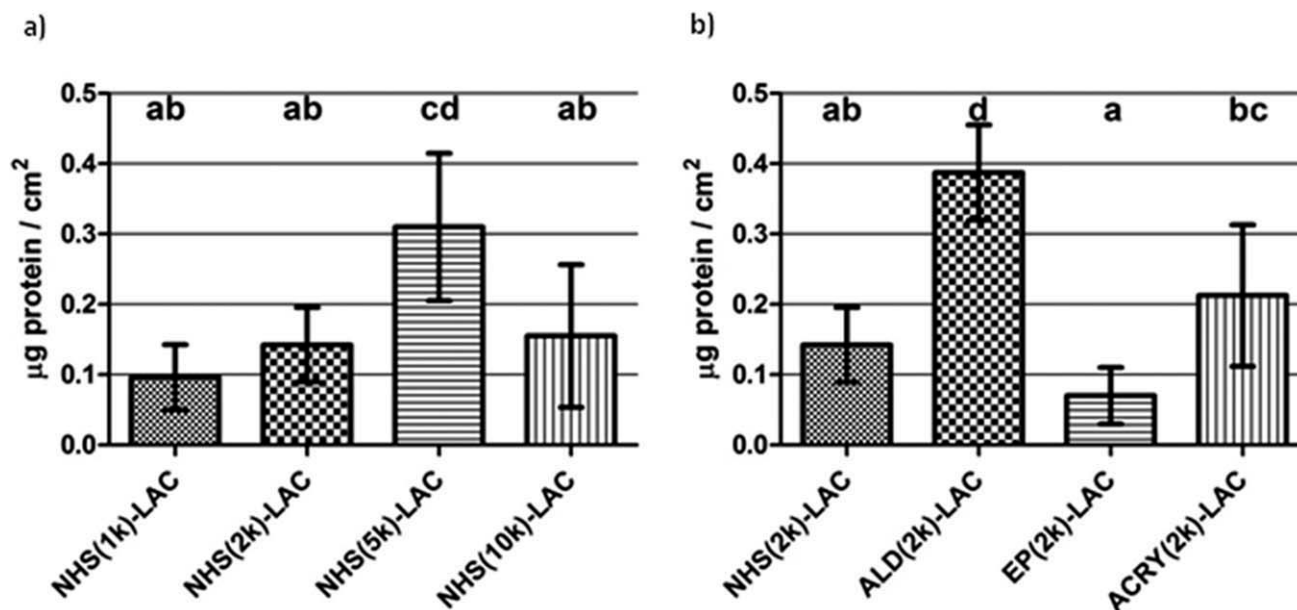 a)
ab ab cd ab
0.5
0.4
0.3
0.2
0.1
0.0
μg protein / cm²
NHS(1k)-LAC
NHS(2k)-LAC
NHS(5k)-LAC
NHS(10k)-LAC
b)
ab d a bc
0.5
0.4
0.3
0.2
0.1
0.0
μg protein / cm²
NHS(2k)-LAC
ALD(2k)-LAC
EP(2k)-LAC
ACRY(2k)-LAC